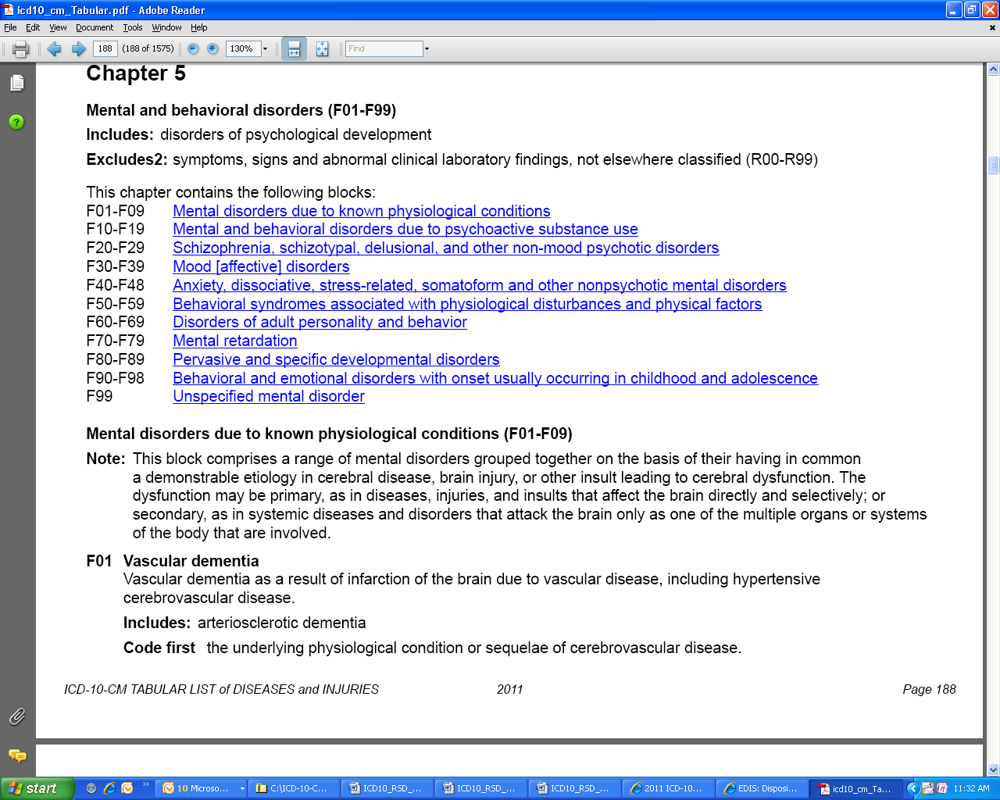 icd10_cm_Tabular.pdf - Adobe Reader
File Edit View Document Tools Window Help
188 (188 of 1575) 130% Find
Chapter 5
Mental and behavioral disorders (F01-F99)
Includes: disorders of psychological development
Excludes2: symptoms, signs and abnormal clinical laboratory findings, not elsewhere classified (R00-R99)
This chapter contains the following blocks:
F01-F09 Mental disorders due to known physiological conditions
F10-F19 Mental and behavioral disorders due to psychoactive substance use
F20-F29 Schizophrenia, schizotypal, delusional, and other non-mood psychotic disorders
F30-F39 Mood [affective] disorders
F40-F48 Anxiety, dissociative, stress-related, somatoform and other nonpsychotic mental disorders
F50-F59 Behavioral syndromes associated with physiological disturbances and physical factors
F60-F69 Disorders of adult personality and behavior
F70-F79 Mental retardation
F80-F89 Pervasive and specific developmental disorders
F90-F98 Behavioral and emotional disorders with onset usually occurring in childhood and adolescence
F99 Unspecified mental disorder
Mental disorders due to known physiological conditions (F01-F09)
Note: This block comprises a range of mental disorders grouped together on the basis of their having in common
a demonstrable etiology in cerebral disease, brain injury, or other insult leading to cerebral dysfunction. The
dysfunction may be primary, as in diseases, injuries, and insults that affect the brain directly and selectively; or
secondary, as in systemic diseases and disorders that attack the brain only as one of the multiple organs or systems
of the body that are involved.
F01 Vascular dementia
Vascular dementia as a result of infarction of the brain due to vascular disease, including hypertensive
cerebrovascular disease.
Includes: arteriosclerotic dementia
Code first the underlying physiological condition or sequelae of cerebrovascular disease.
ICD-10-CM TABULAR LIST of DISEASES and INJURIES 2011 Page 188
start 10 Microso... C:\ICD-10-C... ICD10_RSD_... ICD10_RSD_... ICD10_RSD_... 2011 ICD-10... EDIS: Disposi... icd10_cm_Ta... 11:32 AM